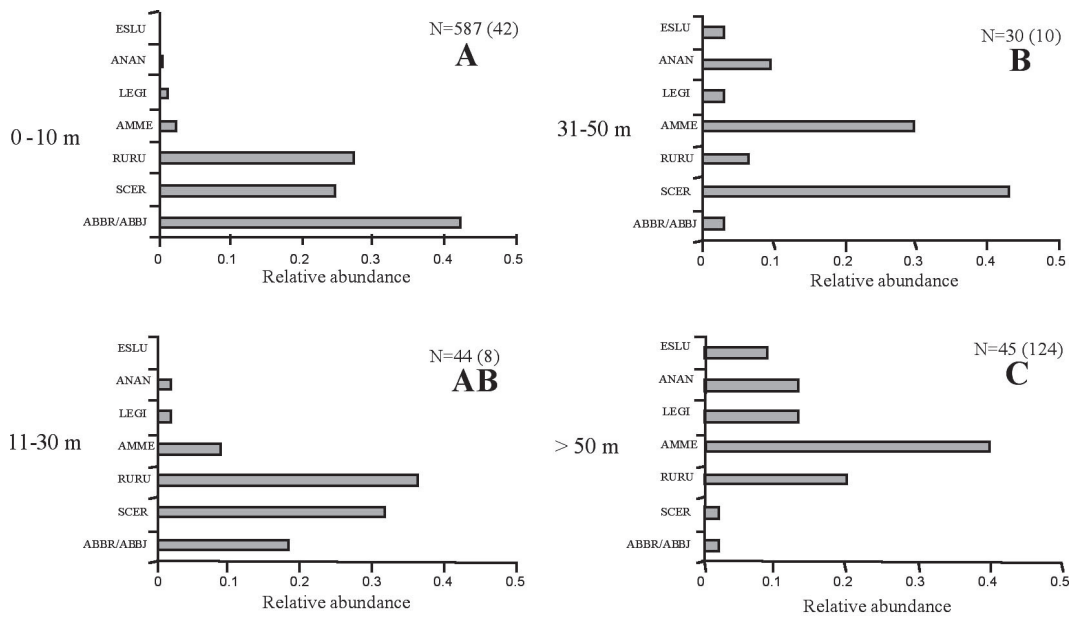 0 -10 m
ESLU
ANAN
LEGI
AMME
RURU
SCER
ABBR/ABBJ
N=587 (42)
A
0 0.1 0.2 0.3 0.4 0.5
Relative abundance
31-50 m
ESLU
ANAN
LEGI
AMME
RURU
SCER
ABBR/ABBJ
N=30 (10)
B
0 0.1 0.2 0.3 0.4 0.5
Relative abundance
11-30 m
ESLU
ANAN
LEGI
AMME
RURU
SCER
ABBR/ABBJ
N=44 (8)
AB
0 0.1 0.2 0.3 0.4 0.5
Relative abundance
> 50 m
ESLU
ANAN
LEGI
AMME
RURU
SCER
ABBR/ABBJ
N=45 (124)
C
0 0.1 0.2 0.3 0.4 0.5
Relative abundance